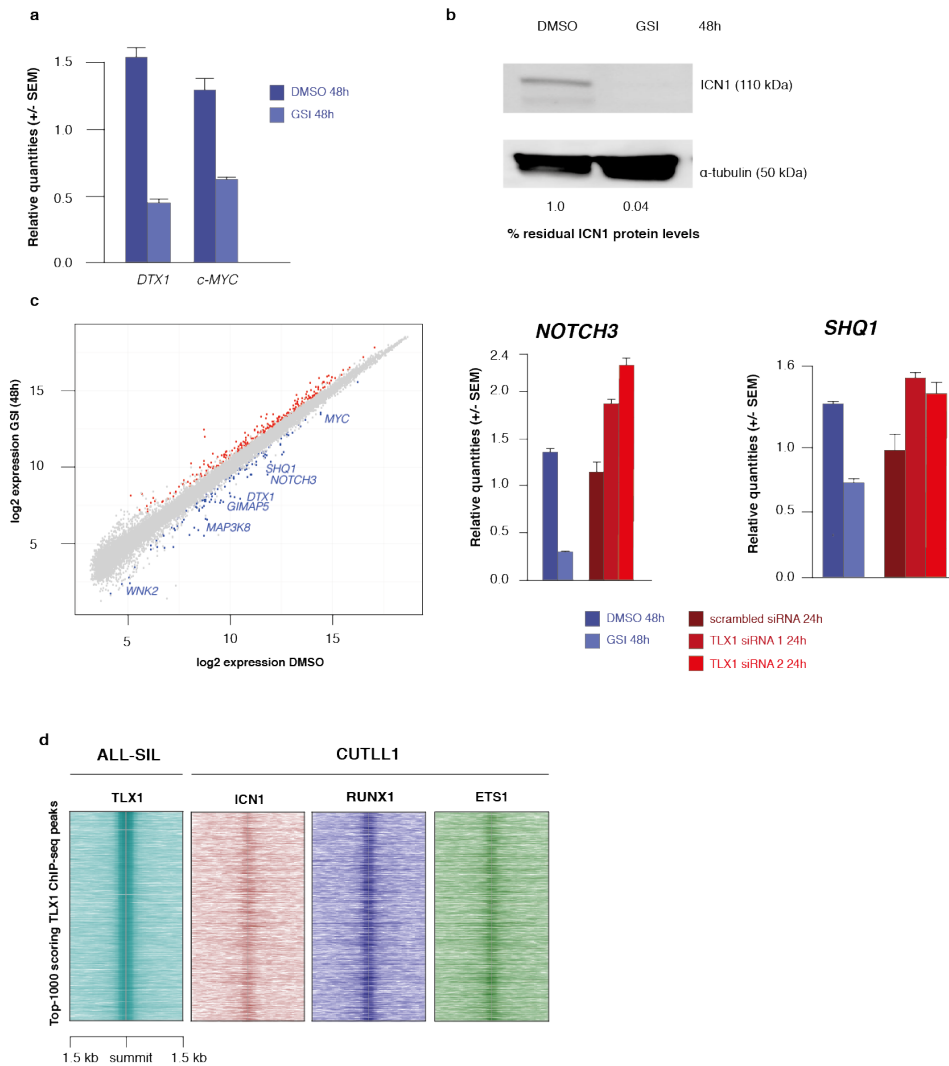 a
Relative quantities (+/- SEM)
1.5
1.0
0.5
0.0
DTX1
c-MYC
DMSO 48h
GSI 48h
b
DMSO
GSI
48h
ICN1 (110 kDa)
α-tubulin (50 kDa)
1.0
0.04
% residual ICN1 protein levels
c
log2 expression GSI (48h)
15
10
5
MYC
SHQ1
NOTCH3
DTX1
GIMAP5
MAP3K8
WNK2
5
10
15
log2 expression DMSO
NOTCH3
Relative quantities (+/- SEM)
2.4
2.0
1.5
1.0
0.5
0.0
SHQ1
Relative quantities (+/- SEM)
1.6
1.0
0.5
0.0
DMSO 48h
GSI 48h
scrambled siRNA 24h
TLX1 siRNA 1 24h
TLX1 siRNA 2 24h
d
ALL-SIL
CUTLL1
TLX1
ICN1
RUNX1
ETS1
Top-1000 scoring TLX1 ChIP-seq peaks
1.5 kb
summit
1.5 kb